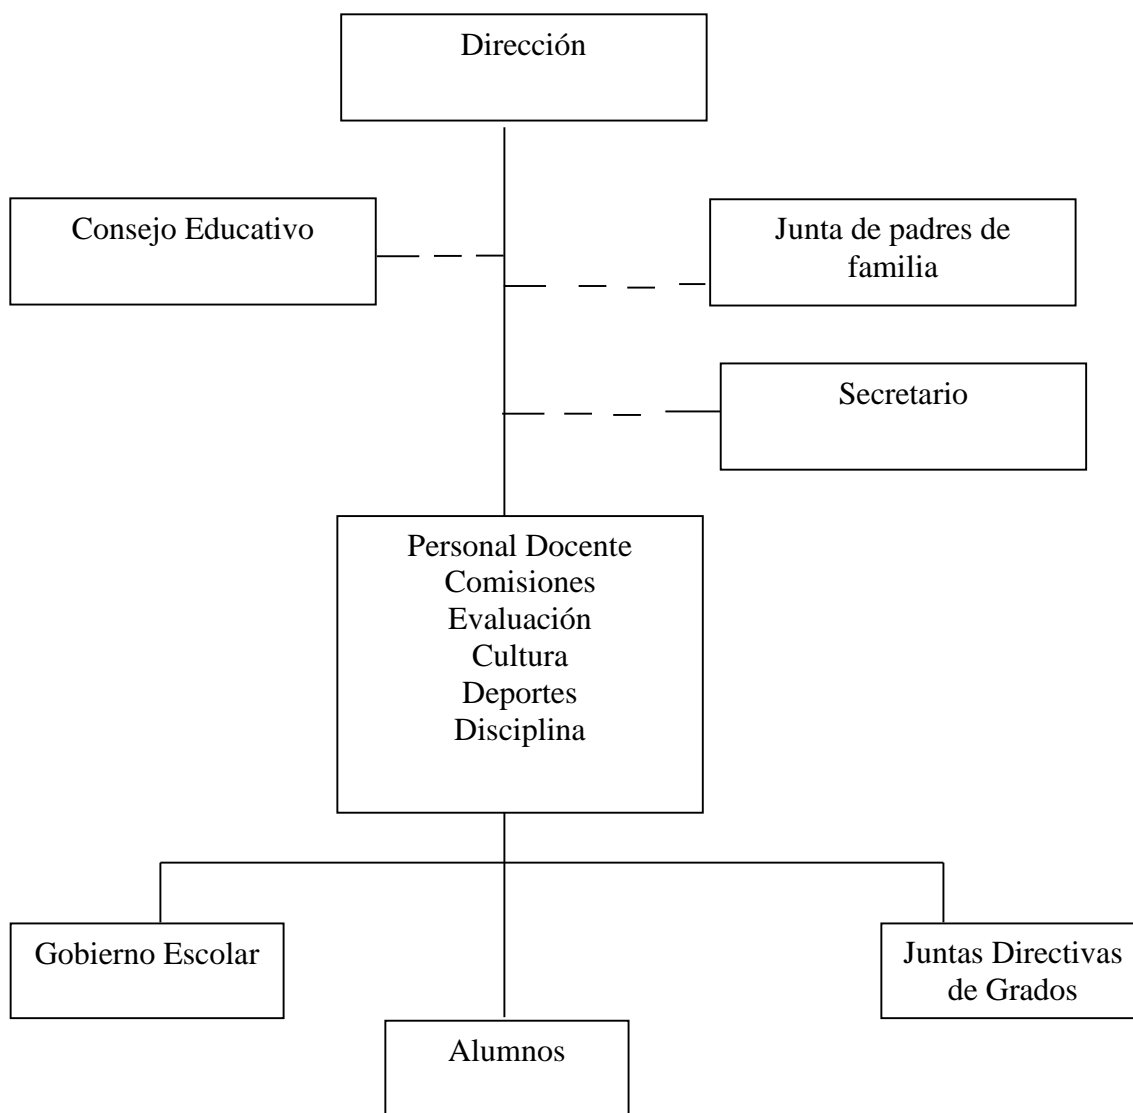 Dirección
Consejo Educativo
Junta de padres de
familia
Secretario
Personal Docente
Comisiones
Evaluación
Cultura
Deportes
Disciplina
Gobierno Escolar
Juntas Directivas
de Grados
Alumnos